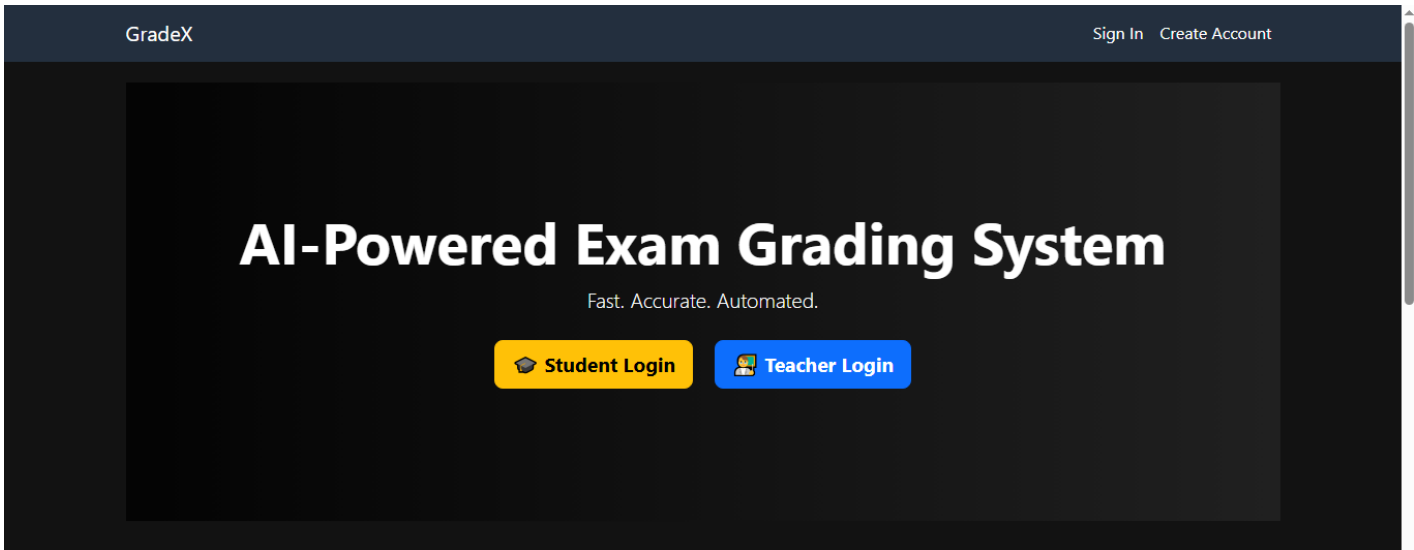 GradeX
Sign In Create Account
AI-Powered Exam Grading System
Fast. Accurate. Automated.
🎓 Student Login
👨‍🏫 Teacher Login